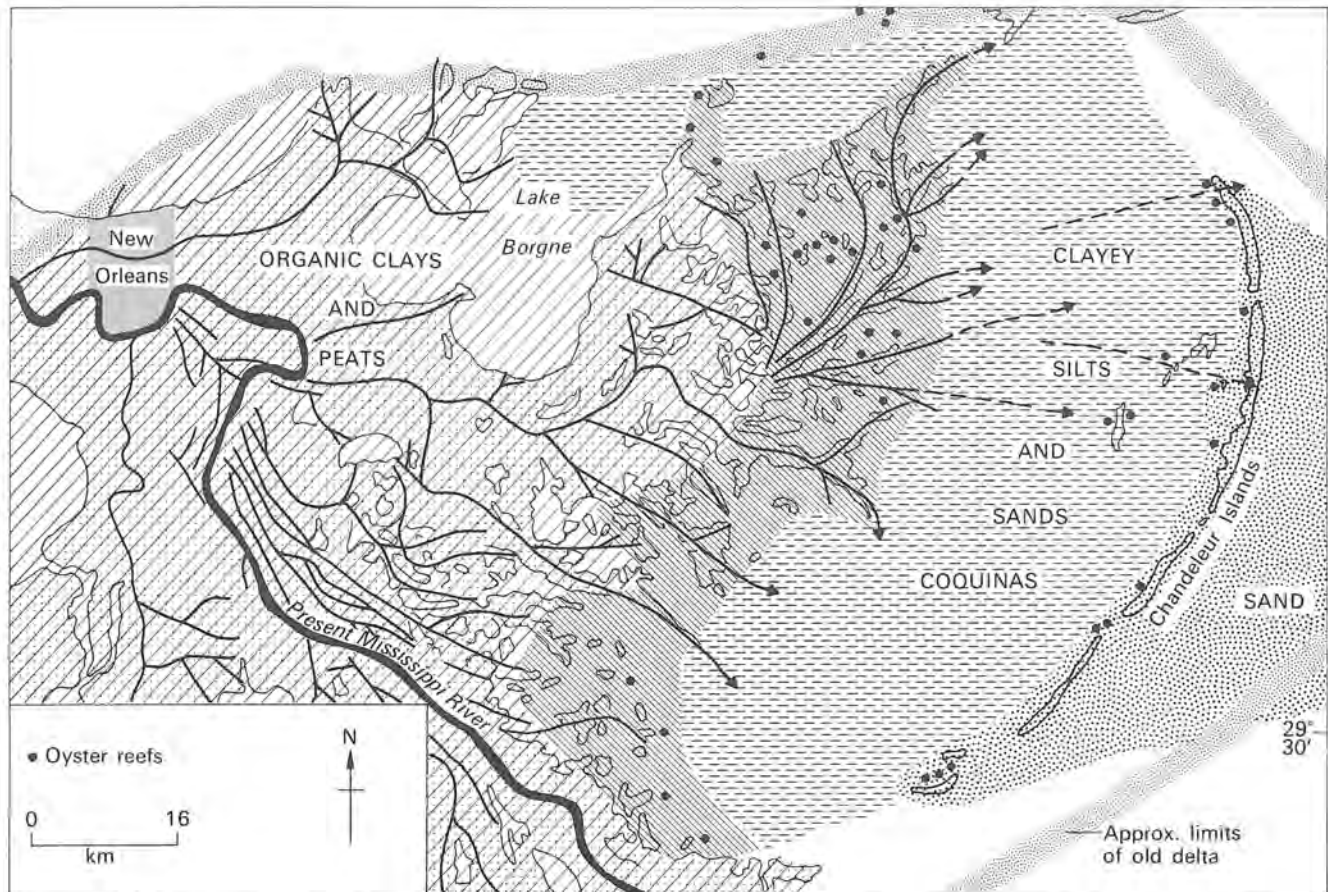 New
Orleans
ORGANIC CLAYS
AND
PEATS
Lake
Borgne
CLAYEY
SILTS
AND
SANDS
COQUINAS
Chandeleur Islands
SAND
Present Mississippi River
29°
30′
Oyster reefs
N
0 16
km
Approx. limits
of old delta